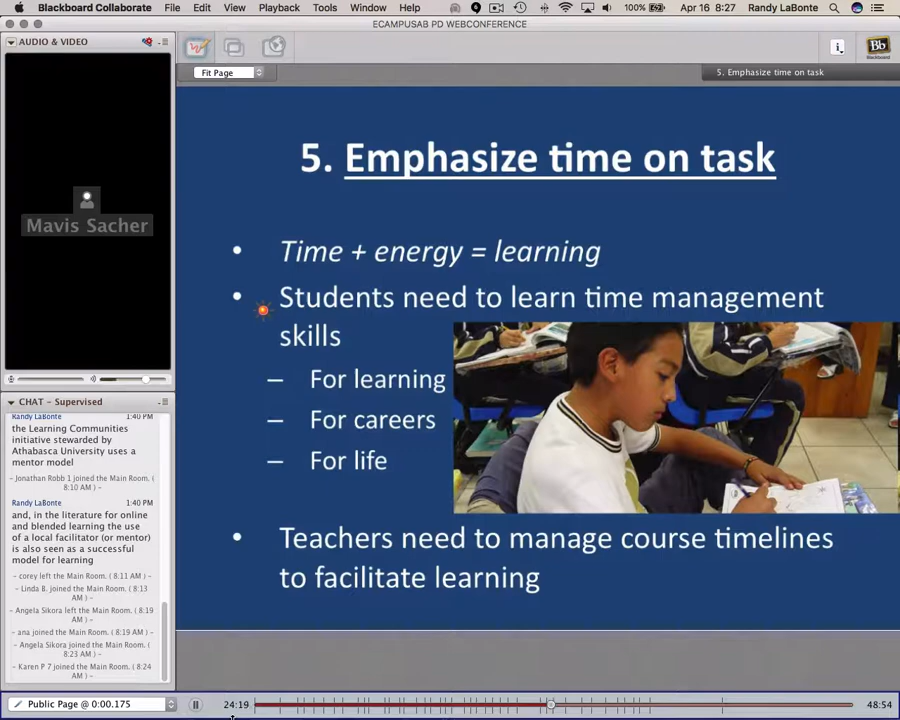 Blackboard Collaborate File Edit View Playback Tools Window Help 100% Apr 16 8:27 Randy LaBonte
ECAMPUSAB PD WEBCONFERENCE
AUDIO & VIDEO
Mavis Sacher
CHAT - Supervised
Randy LaBonte 1:40 PM
the Learning Communities
initiative stewarded by
Athabasca University uses a
mentor model
- Jonathan Robb 1 joined the Main Room. (
8:10 AM ) -
Randy LaBonte 1:40 PM
and, in the literature for online
and blended learning the use
of a local facilitator (or mentor)
is also seen as a successful
model for learning
- corey left the Main Room. ( 8:11 AM ) -
- Linda B. joined the Main Room. ( 8:13
AM ) -
- Angela Sikora left the Main Room. ( 8:19
AM ) -
- ana joined the Main Room. ( 8:19 AM ) -
- Angela Sikora joined the Main Room. (
8:23 AM ) -
- Karen P 7 joined the Main Room. ( 8:24
AM ) -
Fit Page
5. Emphasize time on task
i
Bb
Blackboard
5. Emphasize time on task
• Time + energy = learning
• Students need to learn time management
skills
– For learning
– For careers
– For life
• Teachers need to manage course timelines
to facilitate learning
Public Page @ 0:00.175
24:19
48:54